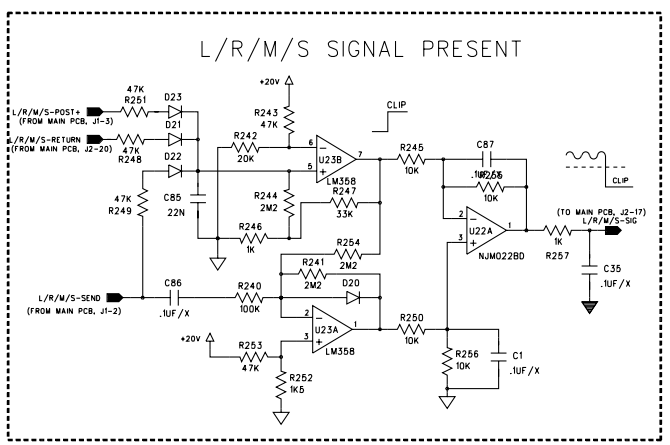 L/R/M/S SIGNAL PRESENT
+20V
47K
R251
D23
L/R/M/S-POST+
(FROM MAIN PCB, J1-3)
D21
L/R/M/S-RETURN
(FROM MAIN PCB, J2-20)
47K
R248
D22
47K
R249
C85
22N
R243
47K
R242
20K
6
5
7
U23B
LM358
CLIP
R244
2M2
R247
33K
R246
1K
R245
10K
C87
.1UF/X
10K
2
3
1
U22A
NJM022BD
CLIP
(TO MAIN PCB, J2-17)
L/R/M/S-SIG
1K
R257
C35
.1UF/X
R254
2M2
R241
2M2
D20
L/R/M/S-SEND
(FROM MAIN PCB, J1-2)
C86
.1UF/X
R240
100K
2
3
1
U23A
LM358
+20V
R253
47K
R252
1K5
R250
10K
R256
10K
C1
.1UF/X